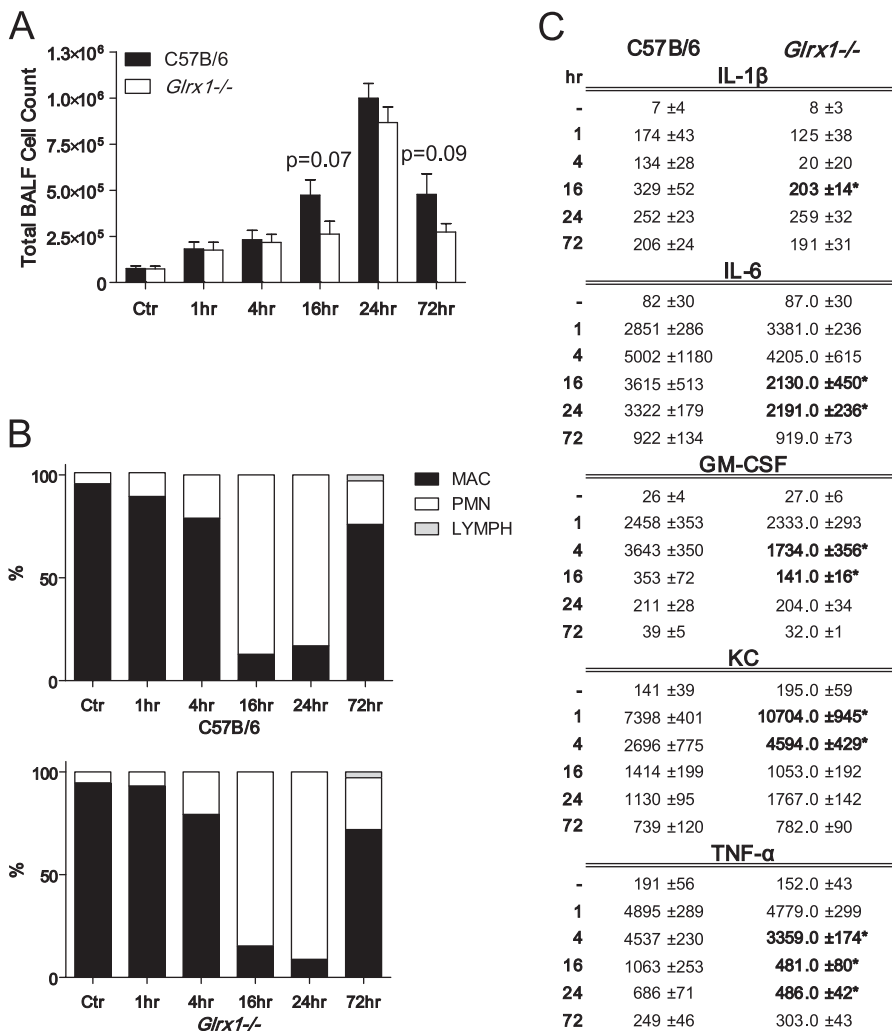 A
Total BALF Cell Count
1.3×10⁶
1.0×10⁶
7.5×10⁵
5.0×10⁵
2.5×10⁵
0
C57B/6
Glrx1-/-
p=0.07
p=0.09
Ctr 1hr 4hr 16hr 24hr 72hr
B
%
100
50
0
MAC
PMN
LYMPH
Ctr 1hr 4hr 16hr 24hr 72hr
C57B/6
%
100
50
0
Ctr 1hr 4hr 16hr 24hr 72hr
Glrx1-/-
C
C57B/6 Glrx1-/-
hr IL-1β
- 7 ±4 8 ±3
1 174 ±43 125 ±38
4 134 ±28 20 ±20
16 329 ±52 203 ±14*
24 252 ±23 259 ±32
72 206 ±24 191 ±31
IL-6
- 82 ±30 87.0 ±30
1 2851 ±286 3381.0 ±236
4 5002 ±1180 4205.0 ±615
16 3615 ±513 2130.0 ±450*
24 3322 ±179 2191.0 ±236*
72 922 ±134 919.0 ±73
GM-CSF
- 26 ±4 27.0 ±6
1 2458 ±353 2333.0 ±293
4 3643 ±350 1734.0 ±356*
16 353 ±72 141.0 ±16*
24 211 ±28 204.0 ±34
72 39 ±5 32.0 ±1
KC
- 141 ±39 195.0 ±59
1 7398 ±401 10704.0 ±945*
4 2696 ±775 4594.0 ±429*
16 1414 ±199 1053.0 ±192
24 1130 ±95 1767.0 ±142
72 739 ±120 782.0 ±90
TNF-α
- 191 ±56 152.0 ±43
1 4895 ±289 4779.0 ±299
4 4537 ±230 3359.0 ±174*
16 1063 ±253 481.0 ±80*
24 686 ±71 486.0 ±42*
72 249 ±46 303.0 ±43